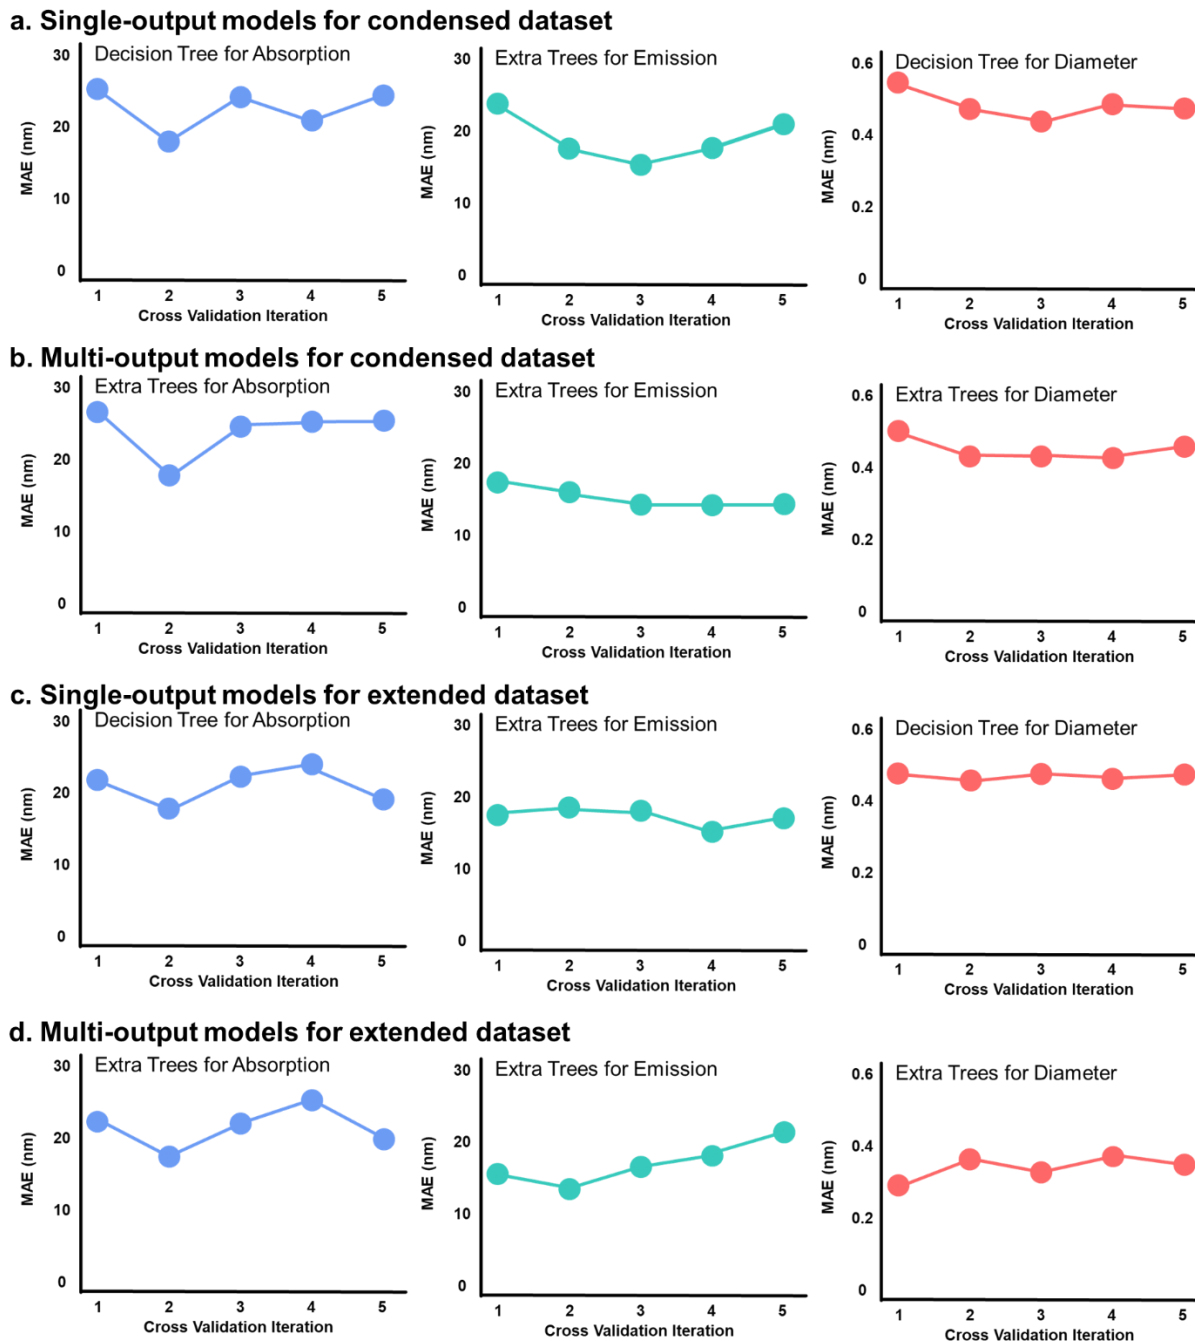 a. Single-output models for condensed dataset
Decision Tree for Absorption
30
20
10
0
MAE (nm)
1 2 3 4 5
Cross Validation Iteration
Extra Trees for Emission
30
20
10
0
MAE (nm)
1 2 3 4 5
Cross Validation Iteration
Decision Tree for Diameter
0.6
0.4
0.2
0
MAE (nm)
1 2 3 4 5
Cross Validation Iteration
b. Multi-output models for condensed dataset
Extra Trees for Absorption
30
20
10
0
MAE (nm)
1 2 3 4 5
Cross Validation Iteration
Extra Trees for Emission
30
20
10
0
MAE (nm)
1 2 3 4 5
Cross Validation Iteration
Extra Trees for Diameter
0.6
0.4
0.2
0
MAE (nm)
1 2 3 4 5
Cross Validation Iteration
c. Single-output models for extended dataset
Decision Tree for Absorption
30
20
10
0
MAE (nm)
1 2 3 4 5
Cross Validation Iteration
Extra Trees for Emission
30
20
10
0
MAE (nm)
1 2 3 4 5
Cross Validation Iteration
Decision Tree for Diameter
0.6
0.4
0.2
0
MAE (nm)
1 2 3 4 5
Cross Validation Iteration
d. Multi-output models for extended dataset
Extra Trees for Absorption
30
20
10
0
MAE (nm)
1 2 3 4 5
Cross Validation Iteration
Extra Trees for Emission
30
20
10
0
MAE (nm)
1 2 3 4 5
Cross Validation Iteration
Extra Trees for Diameter
0.6
0.4
0.2
0
MAE (nm)
1 2 3 4 5
Cross Validation Iteration